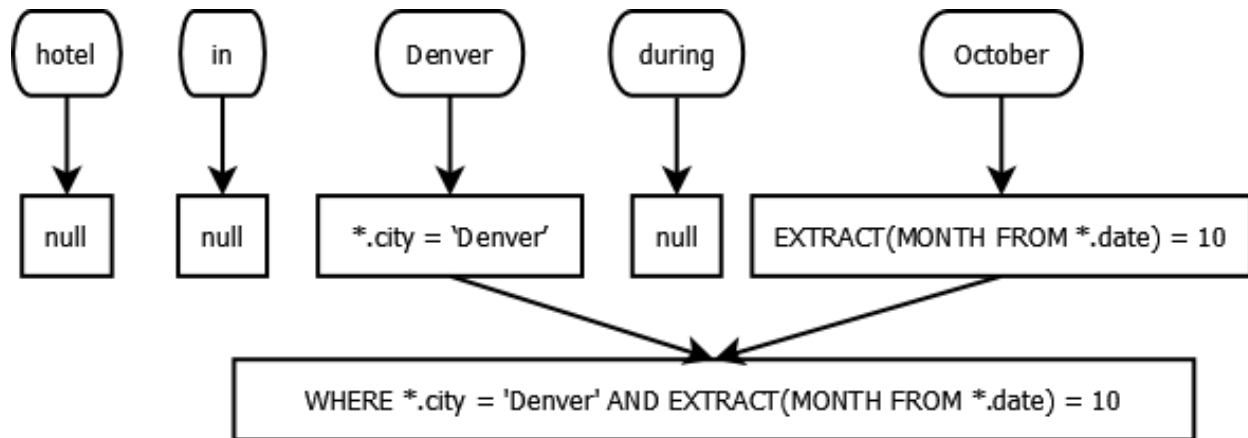 hotel
in
Denver
during
October
null
null
*.city = ‘Denver’
null
EXTRACT(MONTH FROM *.date) = 10
WHERE *.city = 'Denver' AND EXTRACT(MONTH FROM *.date) = 10